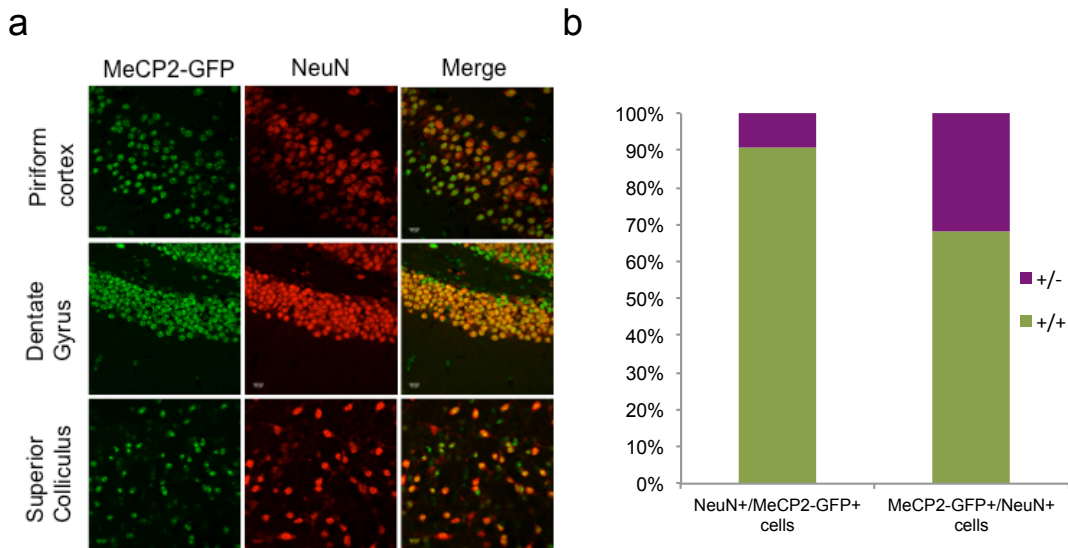 a
MeCP2-GFP NeuN Merge
Piriform
cortex
Dentate
Gyrus
Superior
Colliculus
b
100%
90%
80%
70%
60%
50%
40%
30%
20%
10%
0%
NeuN+/MeCP2-GFP+
cells
MeCP2-GFP+/NeuN+
cells
+/-
+/+